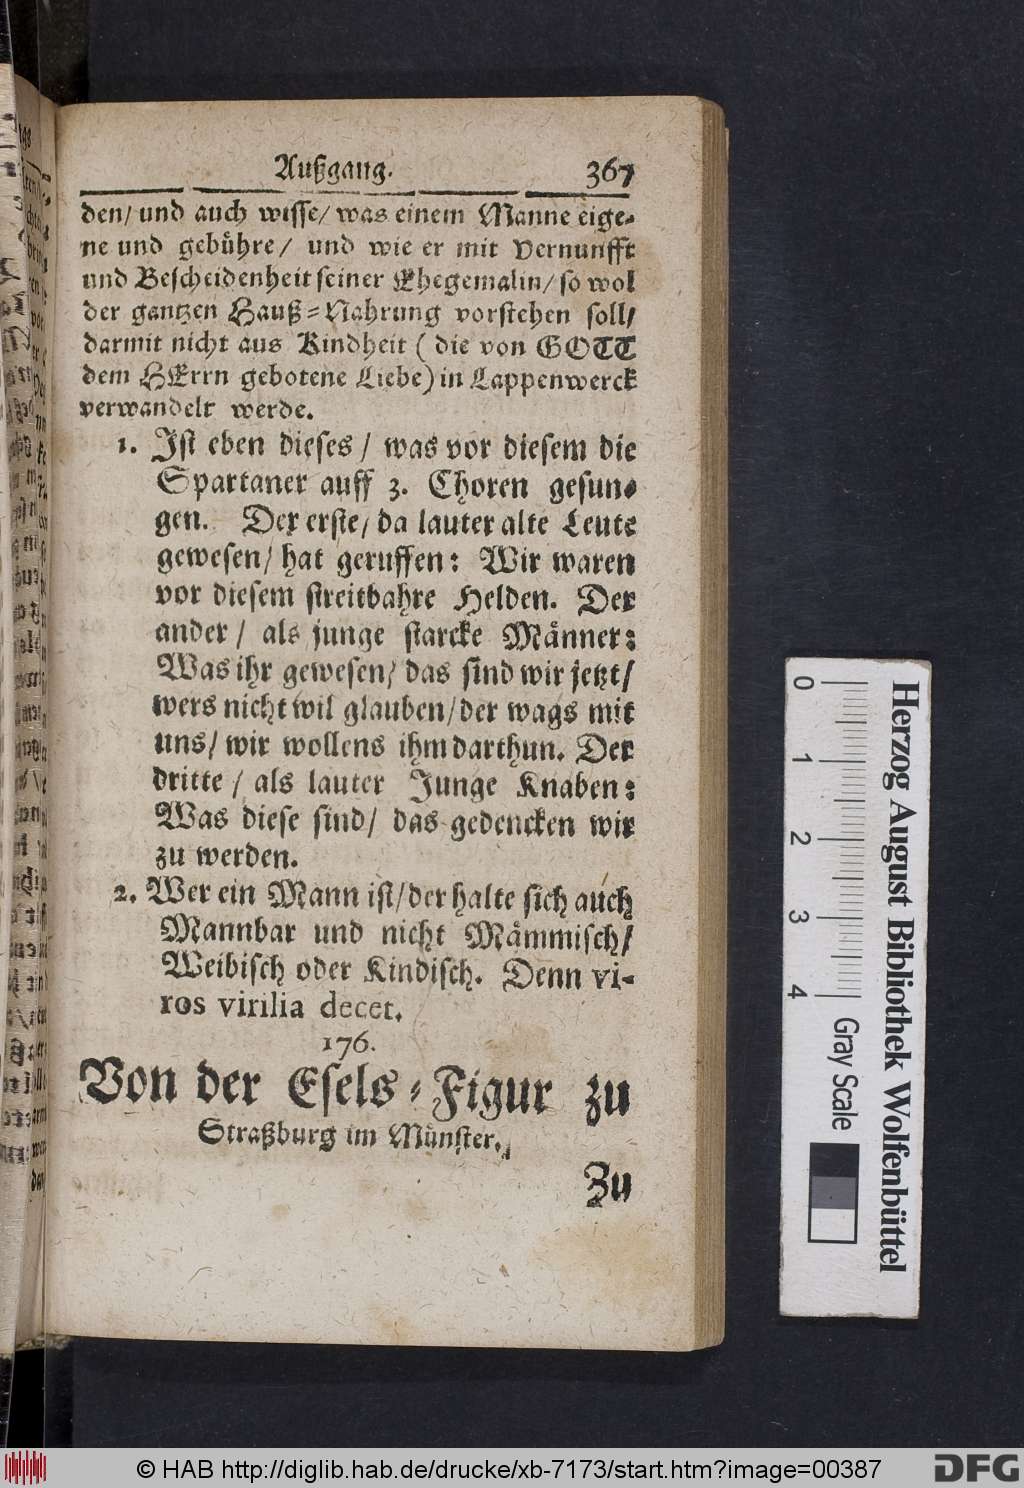 Außgang. 367
den/ und auch wisse/ was einem Manne eige-
ne und gebühre/ und wie er mit Vernunfft
und Bescheidenheit seiner Ehegemalin/ so wol
der gantzen Hauß-Nahrung vorstehen soll/
darmit nicht aus Kindheit ( die von GOTT
dem HErrn gebotene Liebe) in Lappenwerck
verwandelt werde.
1. Ist eben dieses/ was vor diesem die
Spartaner auff 3. Choren gesun-
gen. Der erste/ da lauter alte Leute
gewesen/ hat geruffen: Wir waren
vor diesem streitbahre Helden. Der
ander/ als junge starcke Männer:
Was ihr gewesen/ das sind wir jetzt/
wers nicht wil glauben/ der wags mit
uns/ wir wollens ihm darthun. Der
dritte/ als lauter Junge Knaben:
Was diese sind/ das gedencken wir
zu werden.
2. Wer ein Mann ist/ der halte sich auch
Mannbar und nicht Mämmisch/
Weibisch oder Kindisch. Denn vi-
ros virilia decet.
176.
Von der Esels-Figur zu
Straßburg im Münster.
Zu
0 1 2 3 4
Herzog August Bibliothek Wolfenbüttel
Gray Scale
© HAB http://diglib.hab.de/drucke/xb-7173/start.htm?image=00387
DFG